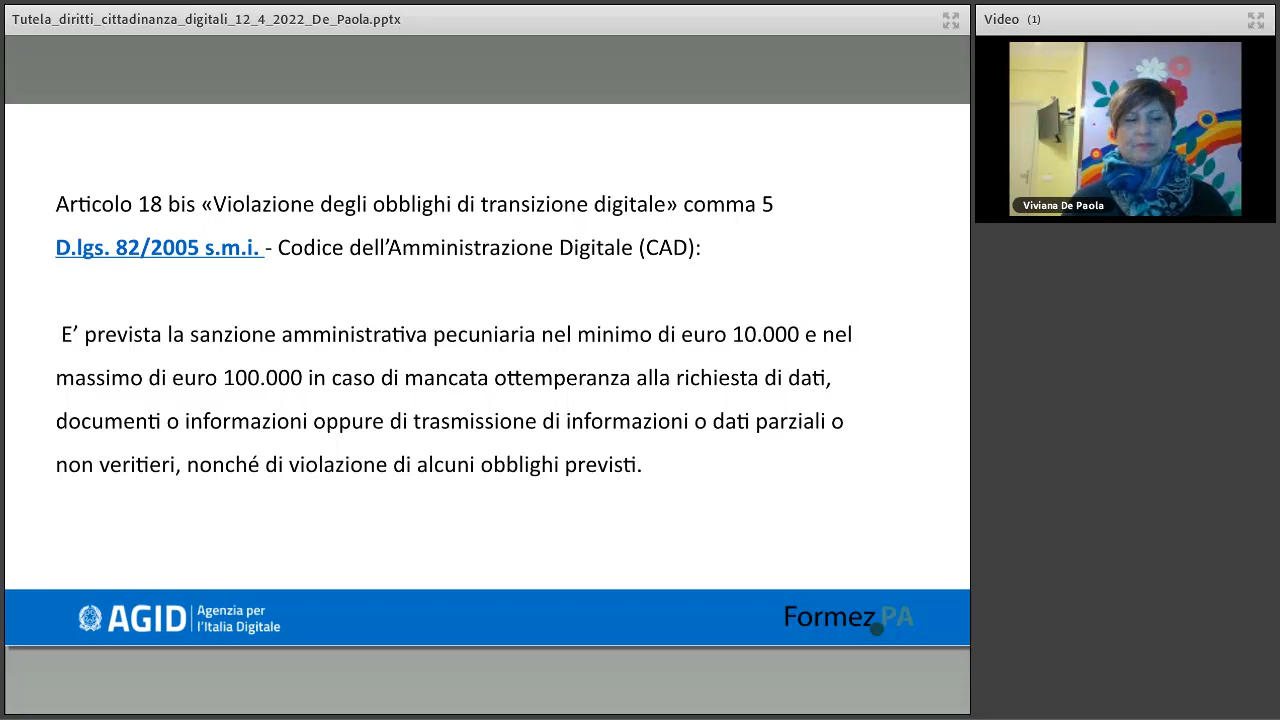 Tutela_diritti_cittadinanza_digitali_12_4_2022_De_Paola.pptx
Video (1)
Viviana De Paola
Articolo 18 bis «Violazione degli obblighi di transizione digitale» comma 5
D.lgs. 82/2005 s.m.i. - Codice dell’Amministrazione Digitale (CAD):
E’ prevista la sanzione amministrativa pecuniaria nel minimo di euro 10.000 e nel
massimo di euro 100.000 in caso di mancata ottemperanza alla richiesta di dati,
documenti o informazioni oppure di trasmissione di informazioni o dati parziali o
non veritieri, nonché di violazione di alcuni obblighi previsti.
AGID
Agenzia per
l’Italia Digitale
Formez PA